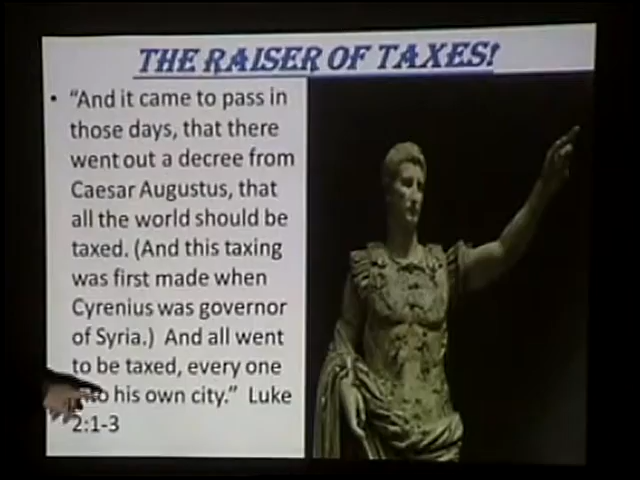 THE RAISER OF TAXES!
• "And it came to pass in
those days, that there
went out a decree from
Caesar Augustus, that
all the world should be
taxed. (And this taxing
was first made when
Cyrenius was governor
of Syria.) And all went
to be taxed, every one
his own city." Luke
2:1-3